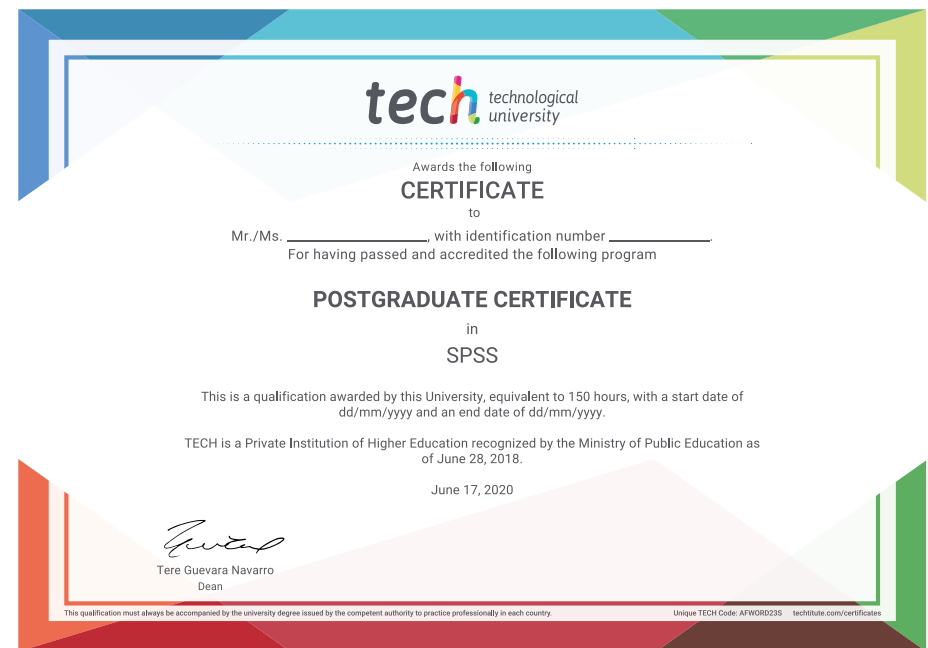 tech technological
university
Awards the following
CERTIFICATE
to
Mr./Ms. ____________________, with identification number ______________.
For having passed and accredited the following program
POSTGRADUATE CERTIFICATE
in
SPSS
This is a qualification awarded by this University, equivalent to 150 hours, with a start date of
dd/mm/yyyy and an end date of dd/mm/yyyy.
TECH is a Private Institution of Higher Education recognized by the Ministry of Public Education as
of June 28, 2018.
June 17, 2020
Tere Guevara Navarro
Dean
This qualification must always be accompanied by the university degree issued by the competent authority to practice professionally in each country. Unique TECH Code: AFWORD23S techtitute.com/certificates